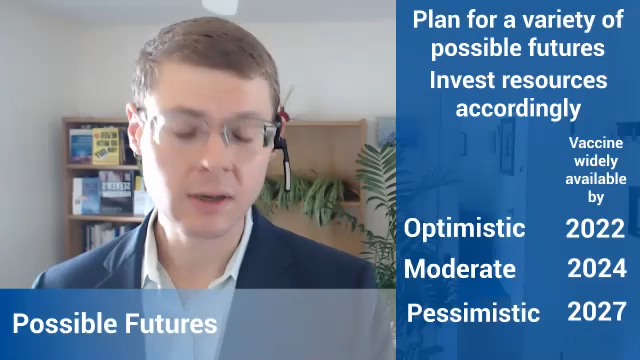 Plan for a variety of
possible futures
Invest resources
accordingly
Vaccine
widely
available
by
Optimistic 2022
Moderate 2024
Pessimistic 2027
Possible Futures